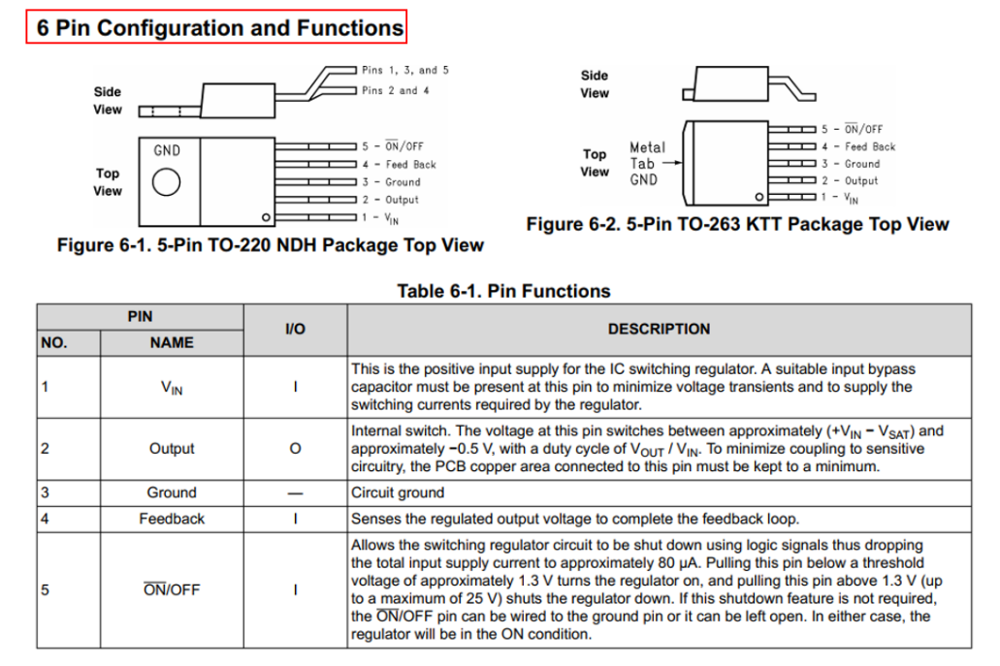 6 Pin Configuration and Functions
Side
View
Pins 1, 3, and 5
Pins 2 and 4
Top
View
GND
5 - O̅N̅/OFF
4 - Feed Back
3 - Ground
2 - Output
1 - VIN
Figure 6-1. 5-Pin TO-220 NDH Package Top View
Side
View
Top
View
Metal
Tab
GND
5 - O̅N̅/OFF
4 - Feed Back
3 - Ground
2 - Output
1 - VIN
Figure 6-2. 5-Pin TO-263 KTT Package Top View
Table 6-1. Pin Functions
PIN
I/O
DESCRIPTION
NO.
NAME
1
VIN
I
This is the positive input supply for the IC switching regulator. A suitable input bypass
capacitor must be present at this pin to minimize voltage transients and to supply the
switching currents required by the regulator.
2
Output
O
Internal switch. The voltage at this pin switches between approximately (+VIN − VSAT) and
approximately −0.5 V, with a duty cycle of VOUT / VIN. To minimize coupling to sensitive
circuitry, the PCB copper area connected to this pin must be kept to a minimum.
3
Ground
—
Circuit ground
4
Feedback
I
Senses the regulated output voltage to complete the feedback loop.
5
O̅N̅/OFF
I
Allows the switching regulator circuit to be shut down using logic signals thus dropping
the total input supply current to approximately 80 µA. Pulling this pin below a threshold
voltage of approximately 1.3 V turns the regulator on, and pulling this pin above 1.3 V (up
to a maximum of 25 V) shuts the regulator down. If this shutdown feature is not required,
the O̅N̅/OFF pin can be wired to the ground pin or it can be left open. In either case, the
regulator will be in the ON condition.